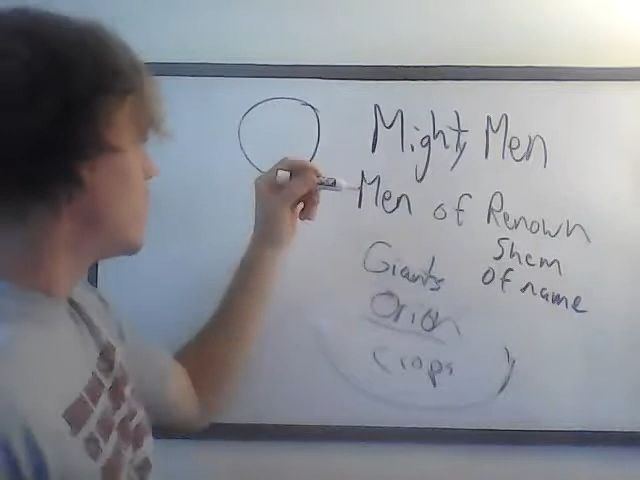 Mighty Men
Men of Renown
Shem
Giants
of name
Orion
Crops